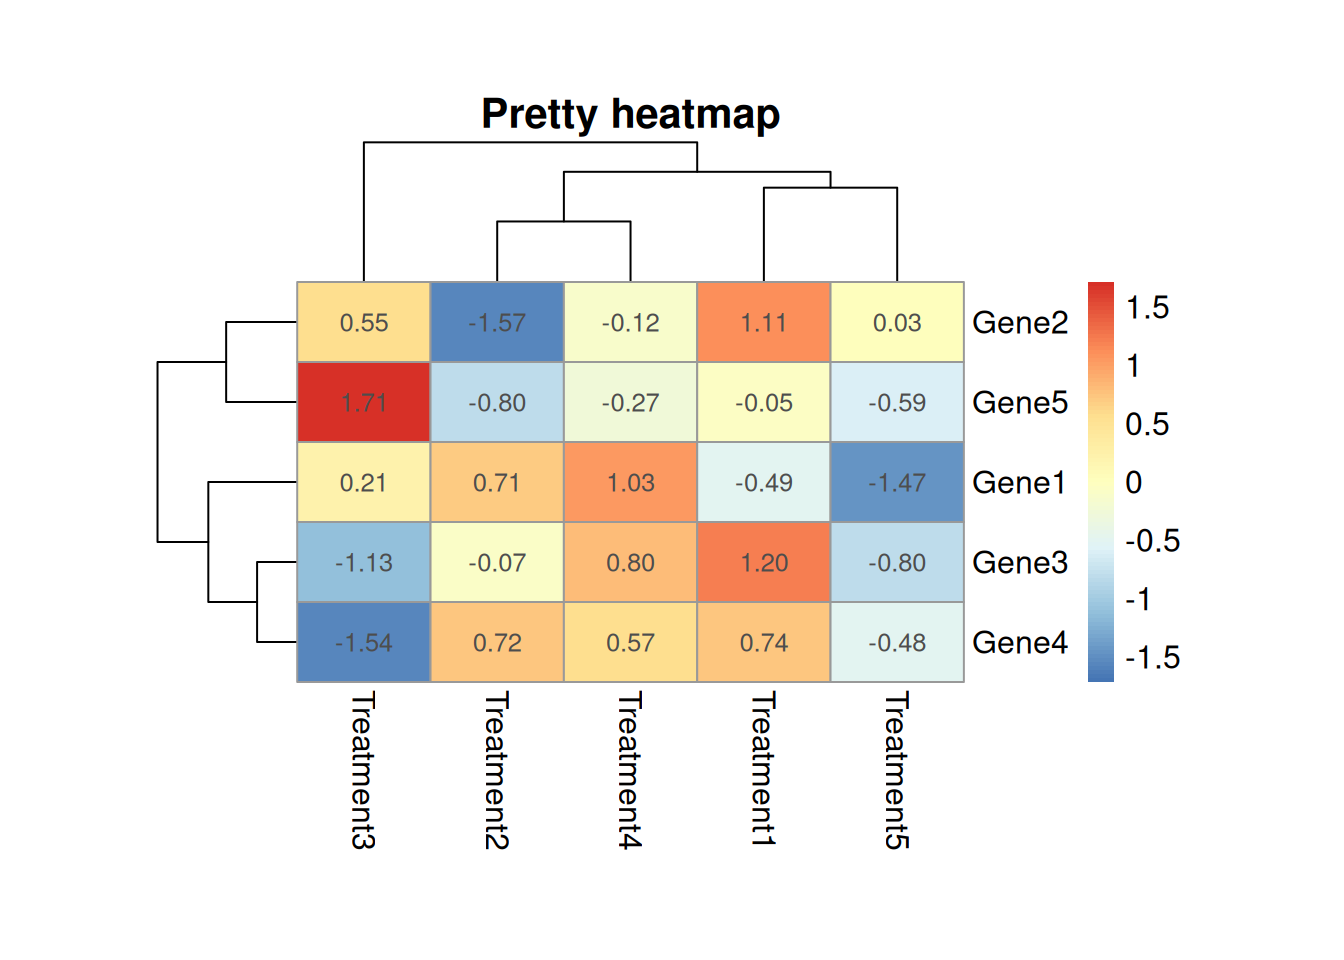 Pretty heatmap
0.55 -1.57 -0.12 1.11 0.03 Gene2
1.71 -0.80 -0.27 -0.05 -0.59 Gene5
0.21 0.71 1.03 -0.49 -1.47 Gene1
-1.13 -0.07 0.80 1.20 -0.80 Gene3
-1.54 0.72 0.57 0.74 -0.48 Gene4
Treatment3
Treatment2
Treatment4
Treatment1
Treatment5
1.5
1
0.5
0
-0.5
-1
-1.5